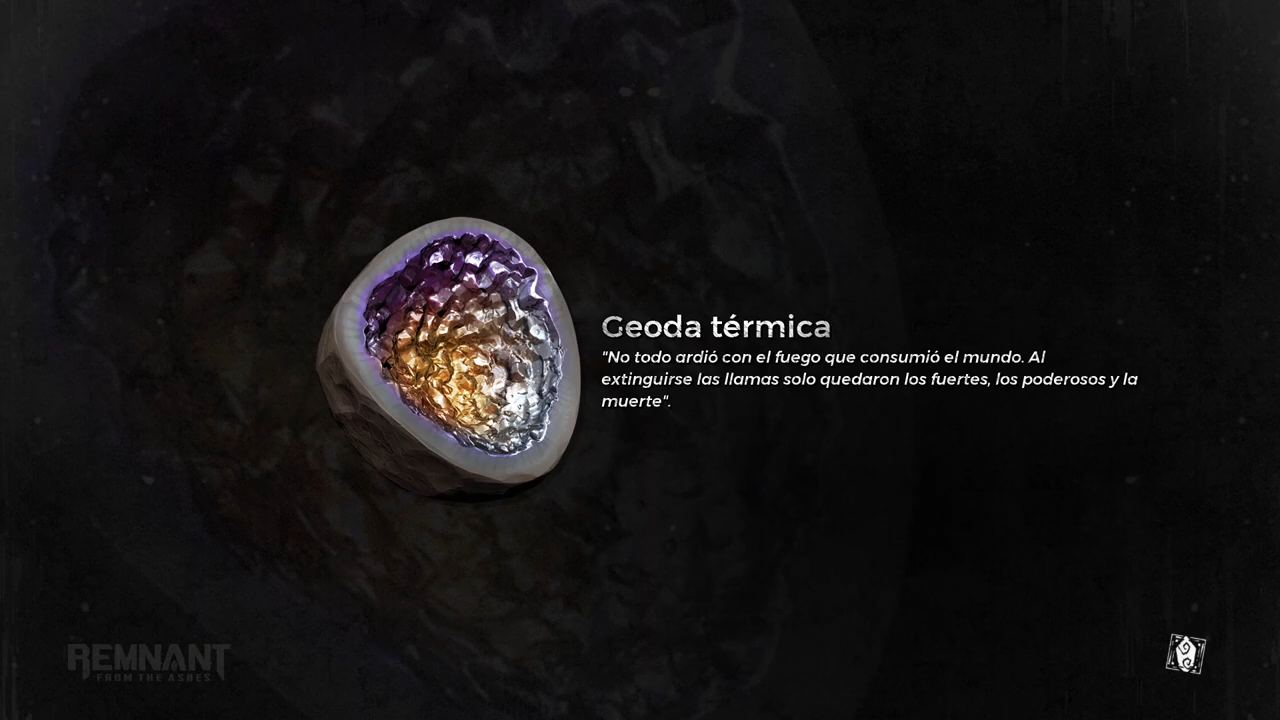 Geoda térmica
"No todo ardió con el fuego que consumió el mundo. Al
extinguirse las llamas solo quedaron los fuertes, los poderosos y la
muerte".
REMNANT
FROM THE ASHES